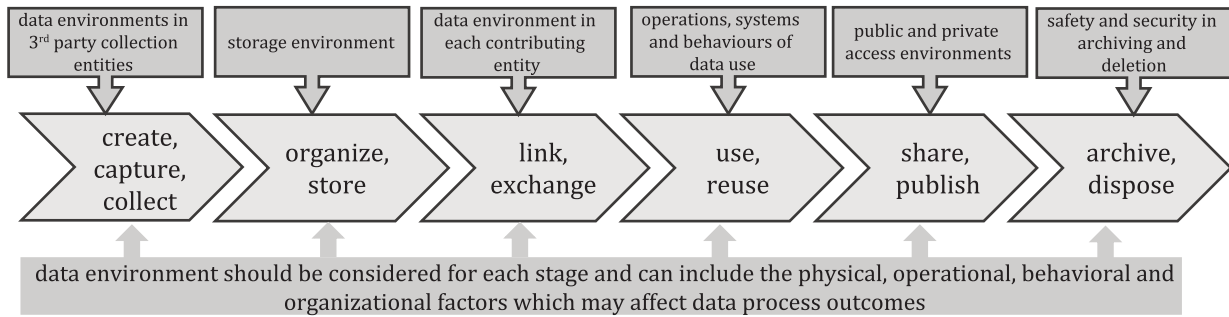 data environments in
3rd party collection
entities
storage environment
data environment in
each contributing
entity
operations, systems
and behaviours of
data use
public and private
access environments
safety and security in
archiving and
deletion
create,
capture,
collect
organize,
store
link,
exchange
use,
reuse
share,
publish
archive,
dispose
data environment should be considered for each stage and can include the physical, operational, behavioral and
organizational factors which may affect data process outcomes